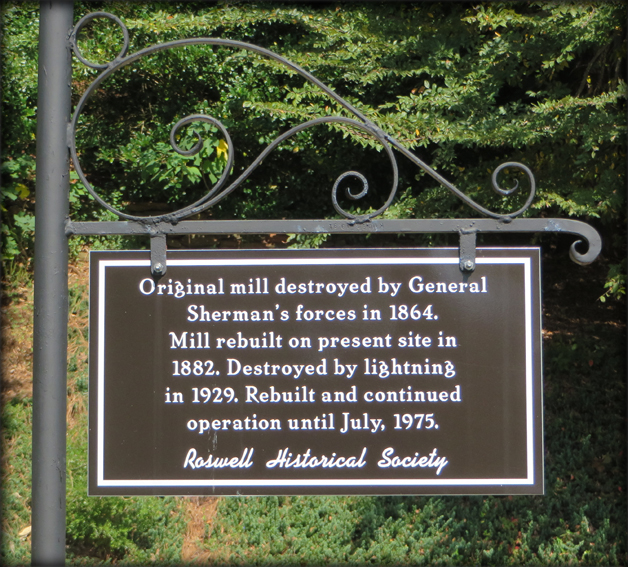 Original mill destroyed by General
Sherman's forces in 1864.
Mill rebuilt on present site in
1882. Destroyed by lightning
in 1929. Rebuilt and continued
operation until July, 1975.
Roswell Historical Society